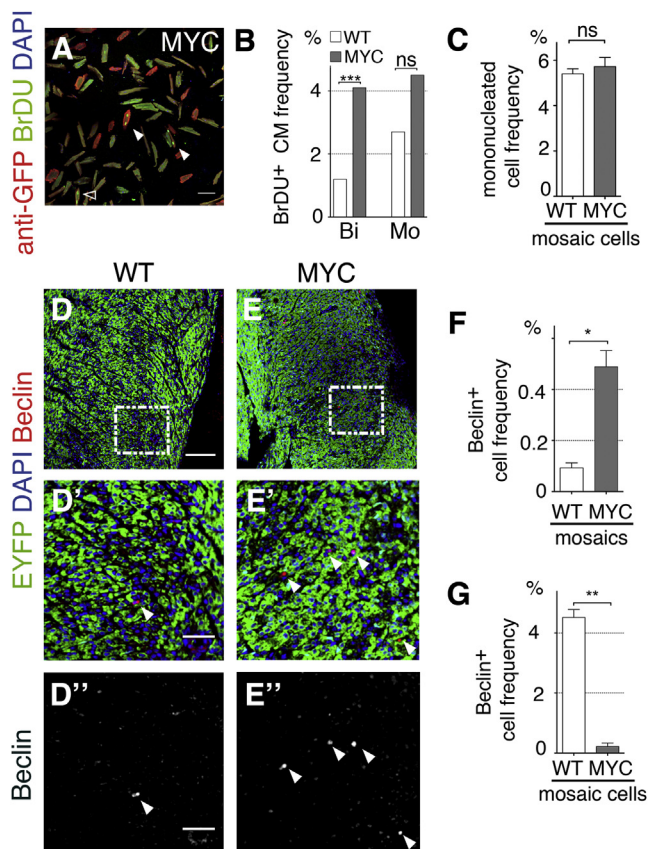 A
MYC
anti-GFP BrDU DAPI
B
%
BrDU+ CM frequency
4
2
0
***
ns
WT
MYC
Bi
Mo
C
%
mononucleated
cell frequency
6
4
2
0
ns
WT MYC
mosaic cells
WT
MYC
D
E
EYFP DAPI Beclin
D'
E'
Beclin
D''
E''
F
%
Beclin+
cell frequency
0.4
0.2
0
*
WT MYC
mosaics
G
%
Beclin+
cell frequency
4
2
0
**
WT MYC
mosaic cells